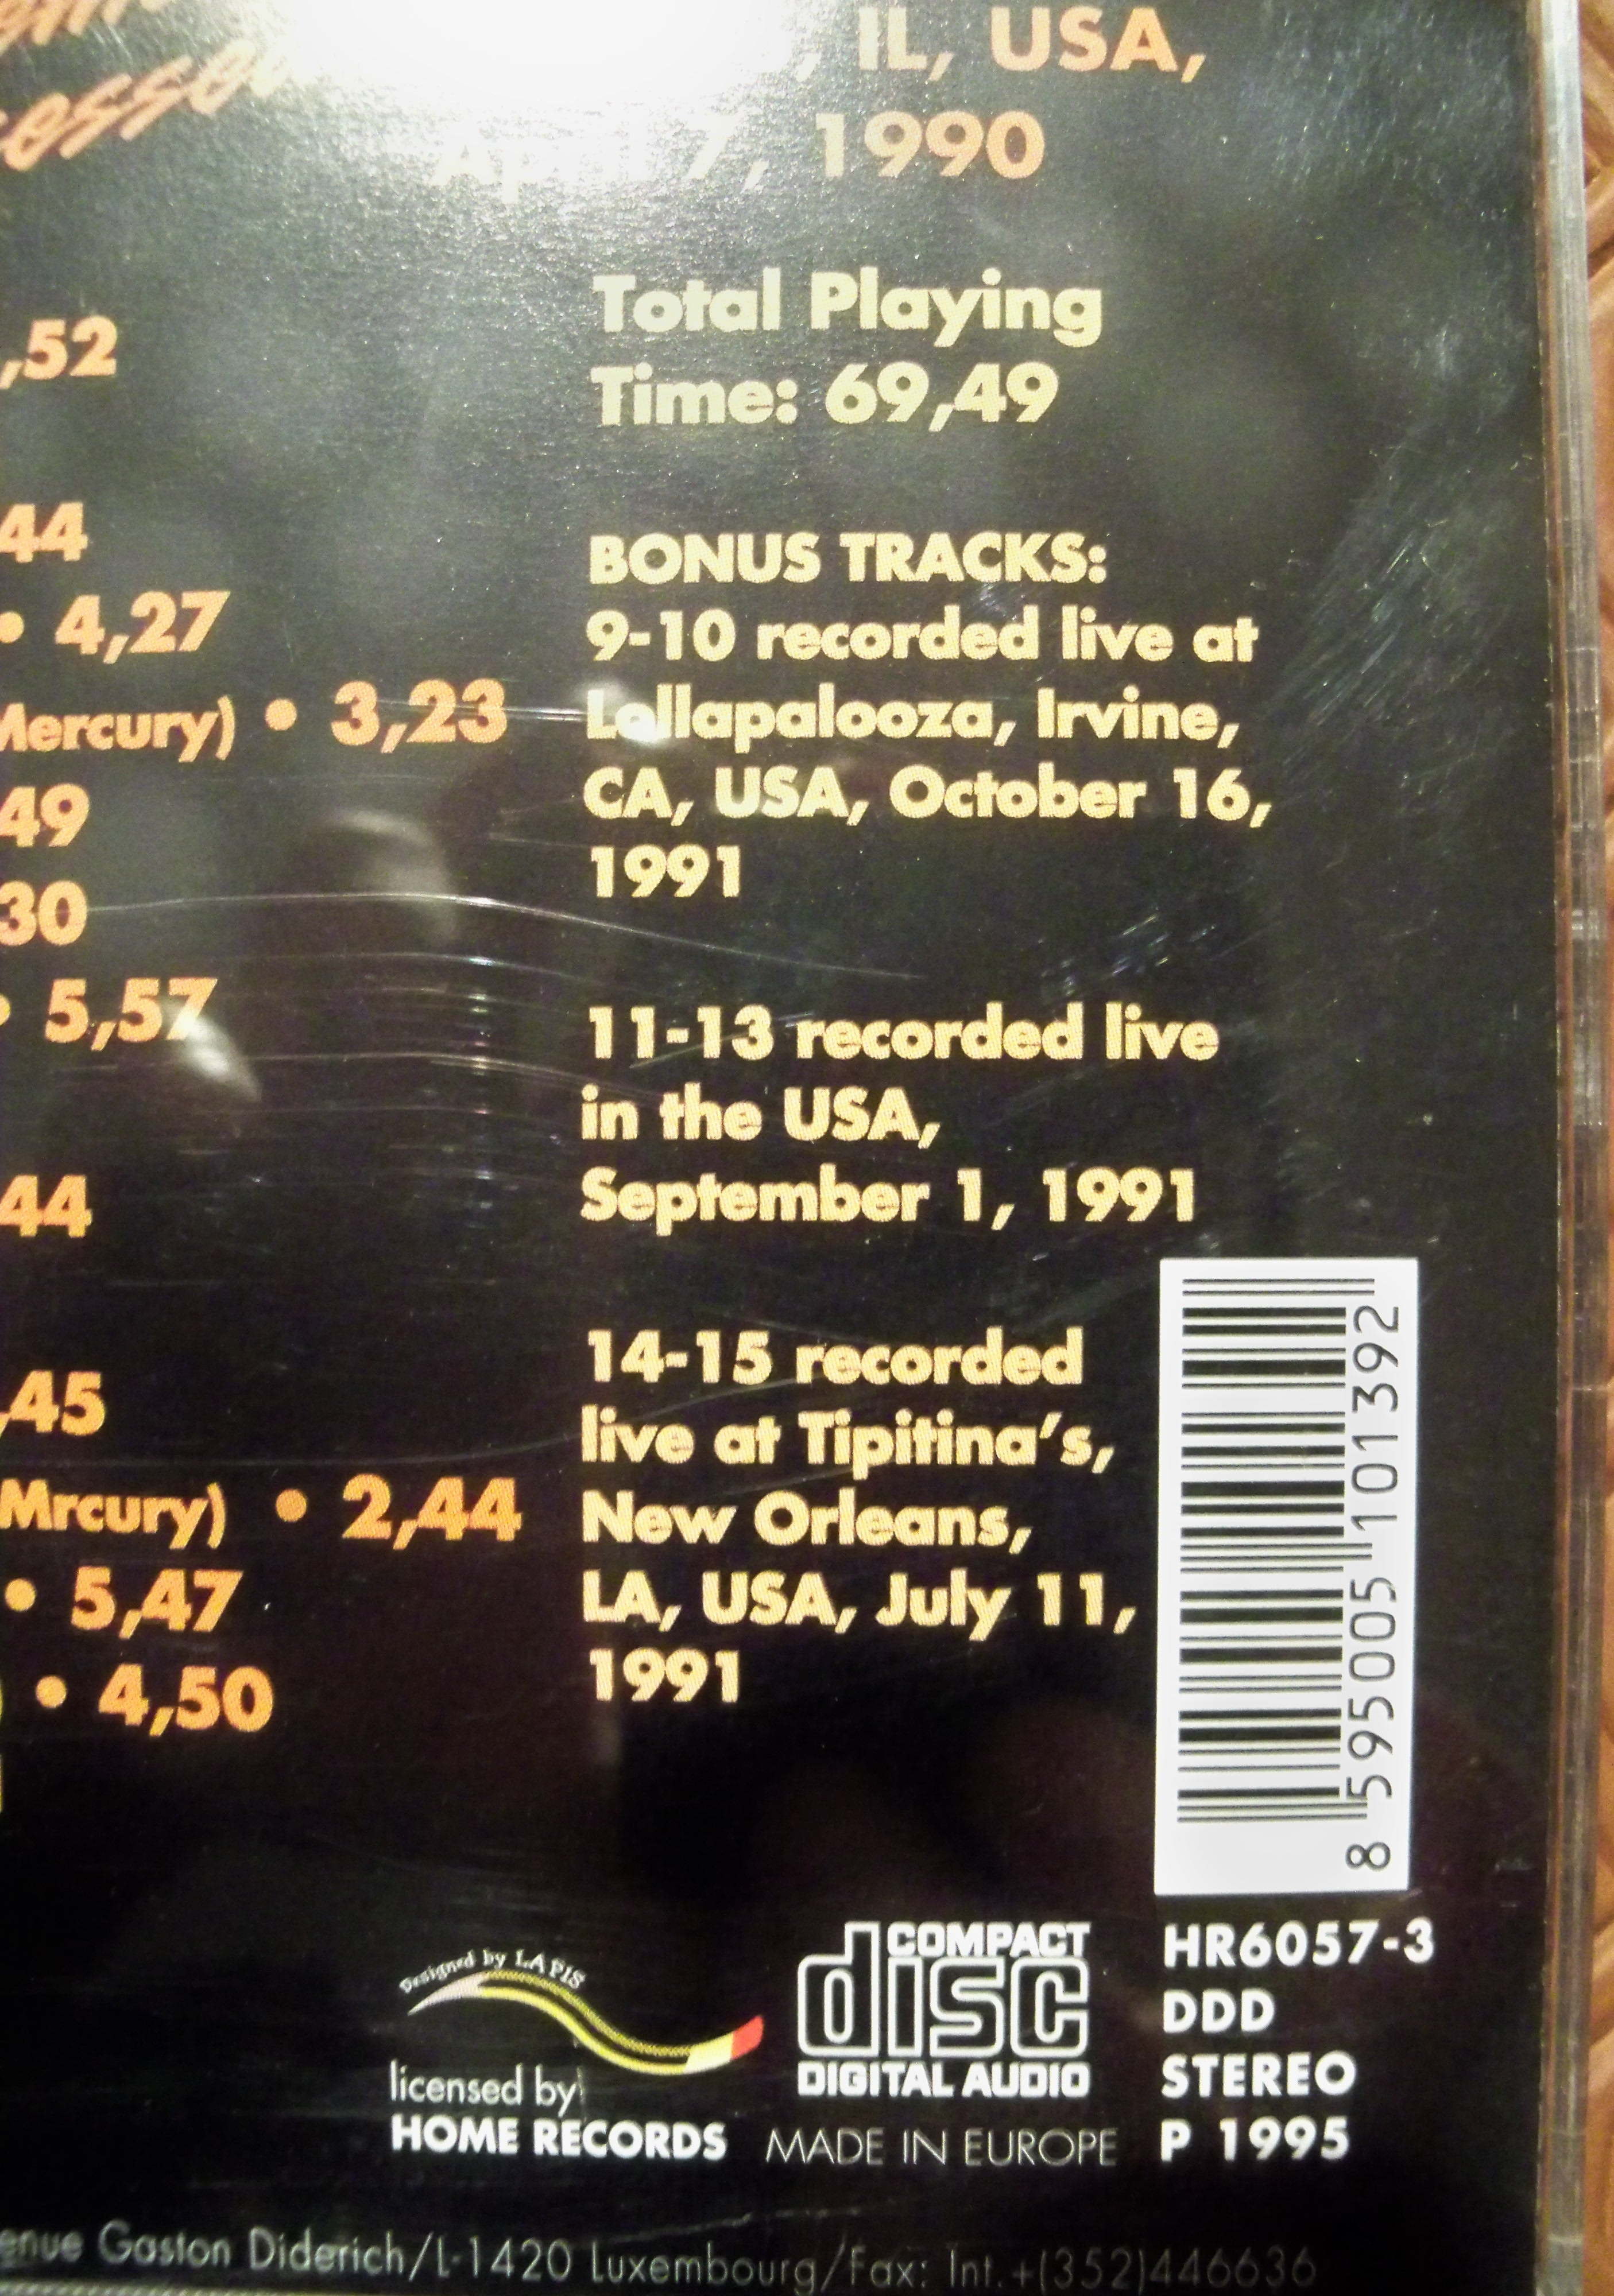 IL, USA,
7, 1990
,52
44
• 4,27
Mercury) • 3,23
49
30
• 5,57
44
,45
Mrcury) • 2,44
• 5,47
• 4,50
Total Playing
Time: 69,49
BONUS TRACKS:
9-10 recorded live at
Lollapalooza, Irvine,
CA, USA, October 16,
1991
11-13 recorded live
in the USA,
September 1, 1991
14-15 recorded
live at Tipitina's,
New Orleans,
LA, USA, July 11,
1991
8 595005 101392
Designed by LAPIS
licensed by
HOME RECORDS
COMPACT
disc
DIGITAL AUDIO
MADE IN EUROPE
HR6057-3
DDD
STEREO
P 1995
enue Gaston Diderich/L-1420 Luxembourg/Fax: Int.+(352)446636